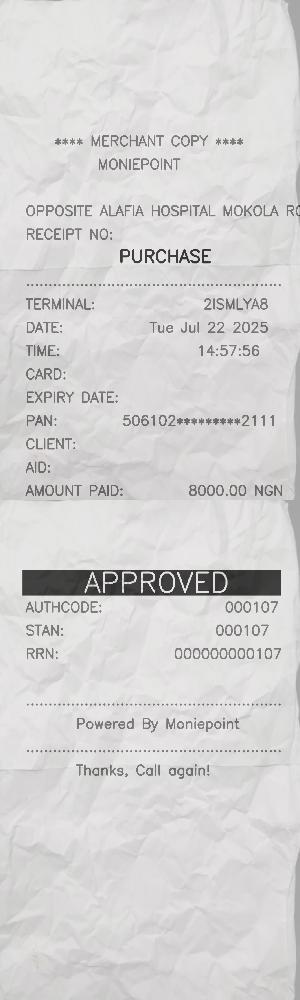 **** MERCHANT COPY ****
MONIEPOINT
OPPOSITE ALAFIA HOSPITAL MOKOLA
RECEIPT NO:
PURCHASE
TERMINAL: 2ISMLYA8
DATE: Tue Jul 22 2025
TIME: 14:57:56
CARD:
EXPIRY DATE:
PAN: 506102*********2111
CLIENT:
AID:
AMOUNT PAID: 8000.00 NGN
APPROVED
AUTHCODE: 000107
STAN: 000107
RRN: 000000000107
Powered By Moniepoint
Thanks, Call again!